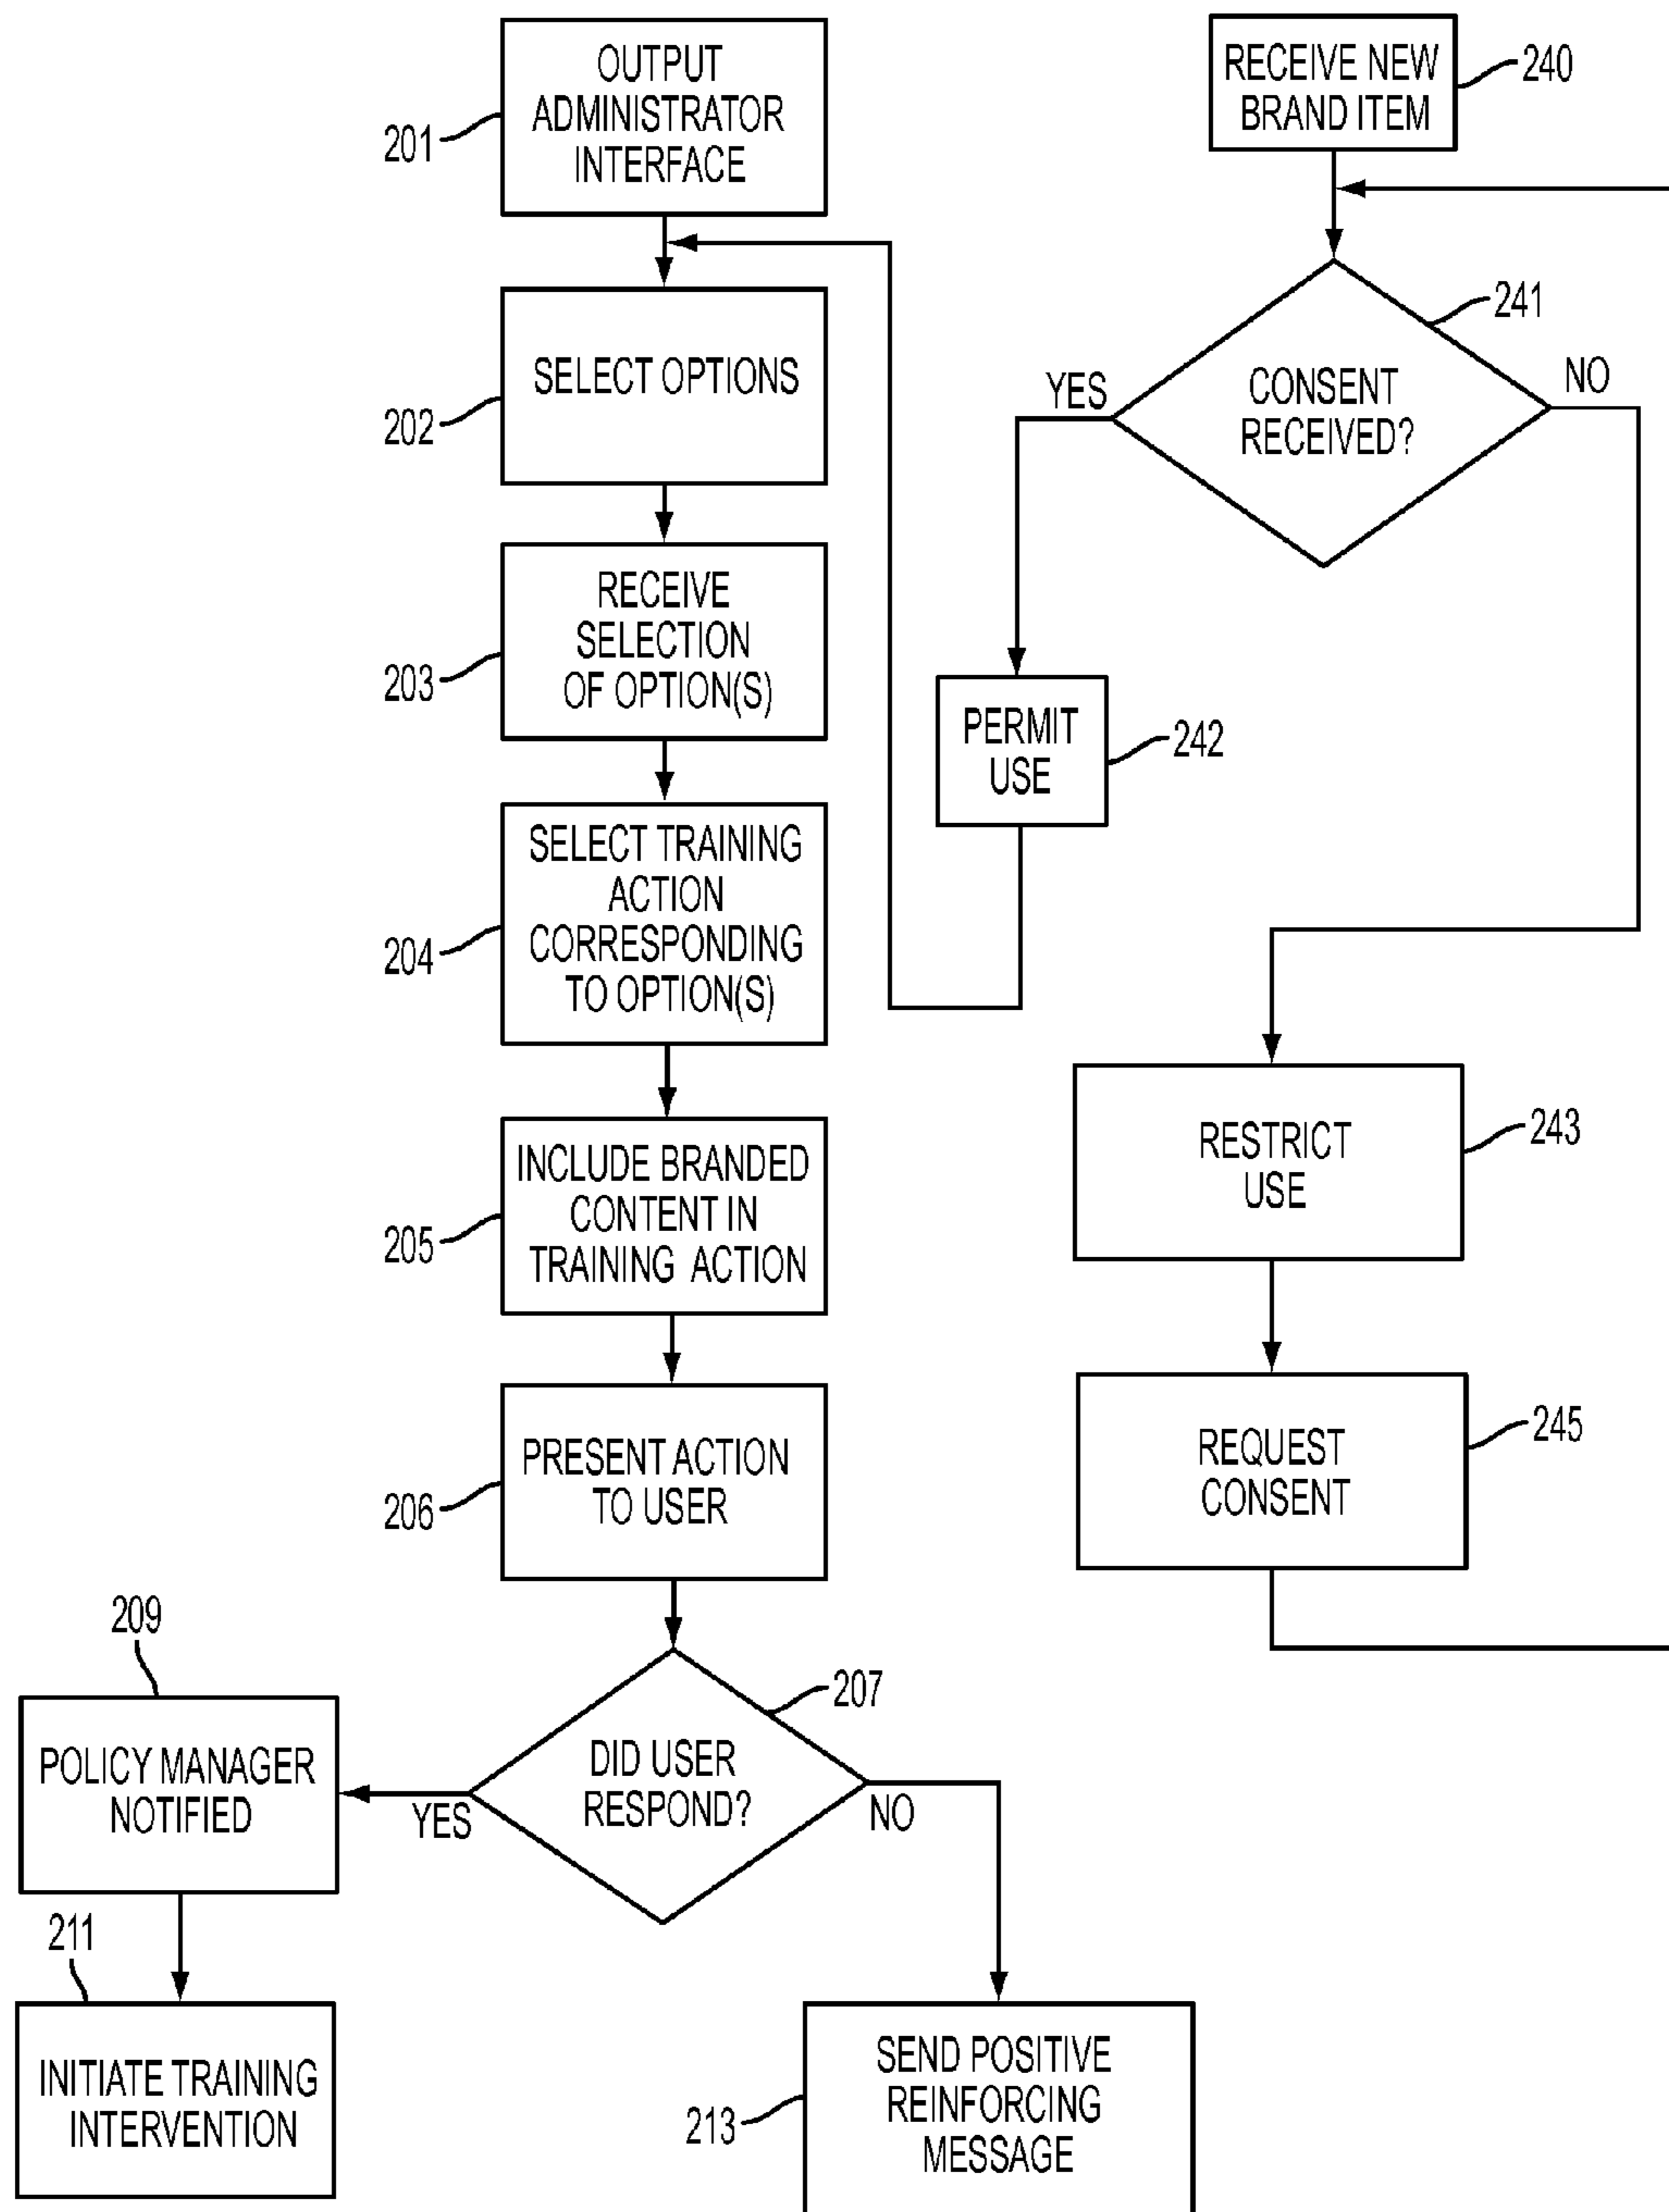 OUTPUT
ADMINISTRATOR
INTERFACE
201
SELECT OPTIONS
202
RECEIVE
SELECTION
OF OPTION(S)
203
SELECT TRAINING
ACTION
CORRESPONDING
TO OPTION(S)
204
INCLUDE BRANDED
CONTENT IN
TRAINING ACTION
205
PRESENT ACTION
TO USER
206
DID USER
RESPOND?
207
YES
NO
209
POLICY MANAGER
NOTIFIED
211
INITIATE TRAINING
INTERVENTION
SEND POSITIVE
REINFORCING
MESSAGE
213
RECEIVE NEW
BRAND ITEM
240
CONSENT
RECEIVED?
241
YES
NO
PERMIT
USE
242
RESTRICT
USE
243
REQUEST
CONSENT
245